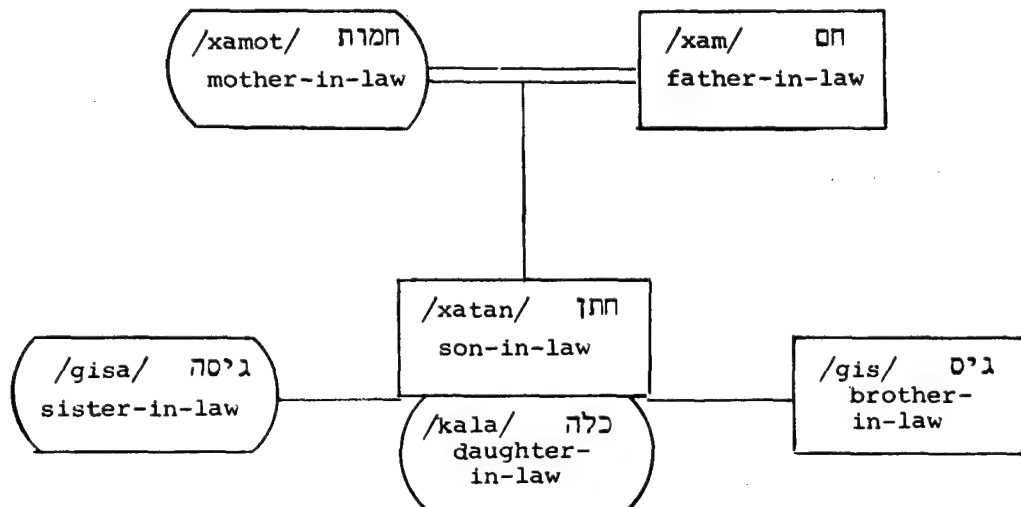 /xamot/ חמות
mother-in-law
/xam/ חם
father-in-law
/xatan/ חתן
son-in-law
/gisa/ גיסה
sister-in-law
/kala/ כלה
daughter-
in-law
/gis/ גיס
brother-
in-law